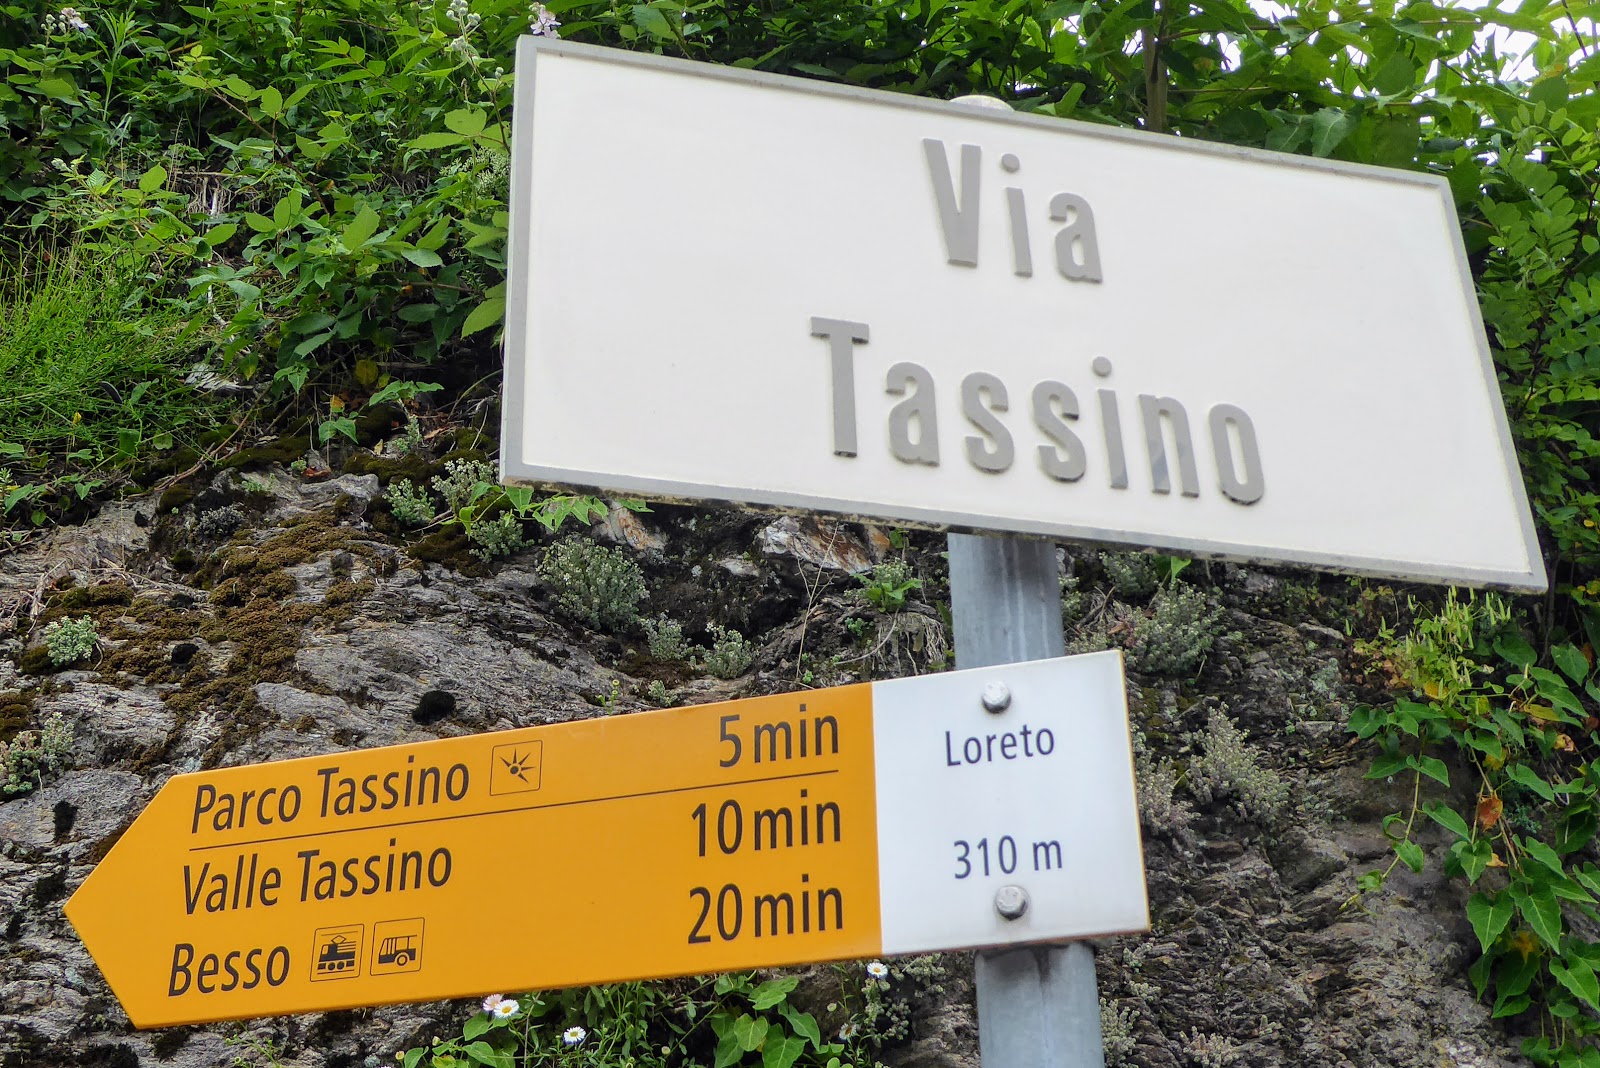 Via
Tassino
Parco Tassino 5 min
Valle Tassino 10 min
Besso 20 min
Loreto
310 m